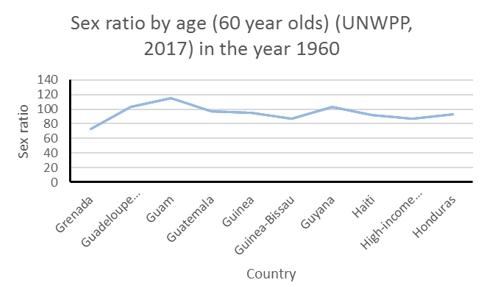 Sex ratio by age (60 year olds) (UNWPP,
2017) in the year 1960
140
120
100
80
60
40
20
0
Sex ratio
Grenada
Guadeloupe...
Guam
Guatemala
Guinea
Guinea-Bissau
Guyana
Haiti
High-income...
Honduras
Country